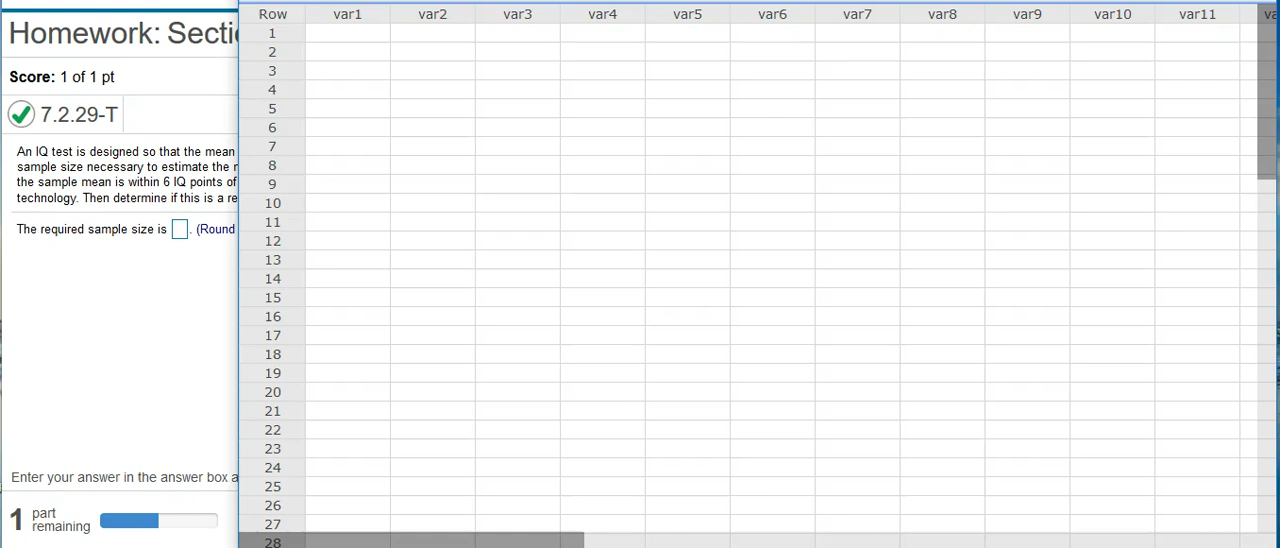 Homework: Secti
Score: 1 of 1 pt
7.2.29-T
An IQ test is designed so that the mean
sample size necessary to estimate the
the sample mean is within 6 IQ points of
technology. Then determine if this is a re
The required sample size is . (Round
Enter your answer in the answer box a
1 part remaining
Row var1 var2 var3 var4 var5 var6 var7 var8 var9 var10 var11 va
1
2
3
4
5
6
7
8
9
10
11
12
13
14
15
16
17
18
19
20
21
22
23
24
25
26
27
28